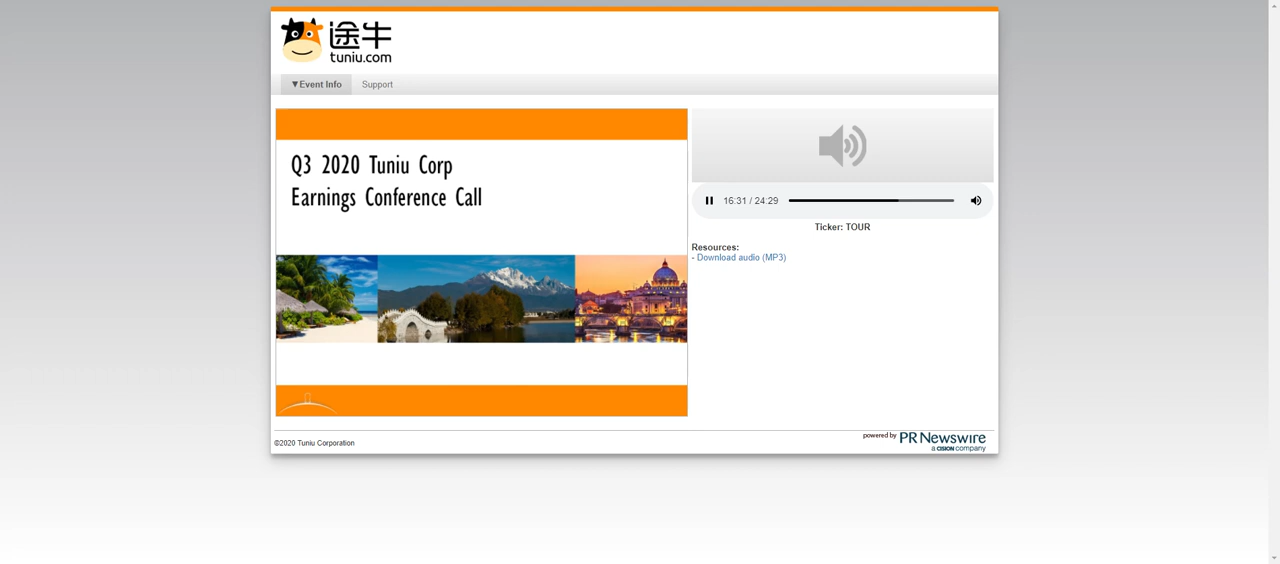 途牛
tuniu.com
▼Event Info
Support
Q3 2020 Tuniu Corp
Earnings Conference Call
16:31 / 24:29
Ticker: TOUR
Resources:
- Download audio (MP3)
©2020 Tuniu Corporation
powered by PR Newswire
a CISION company